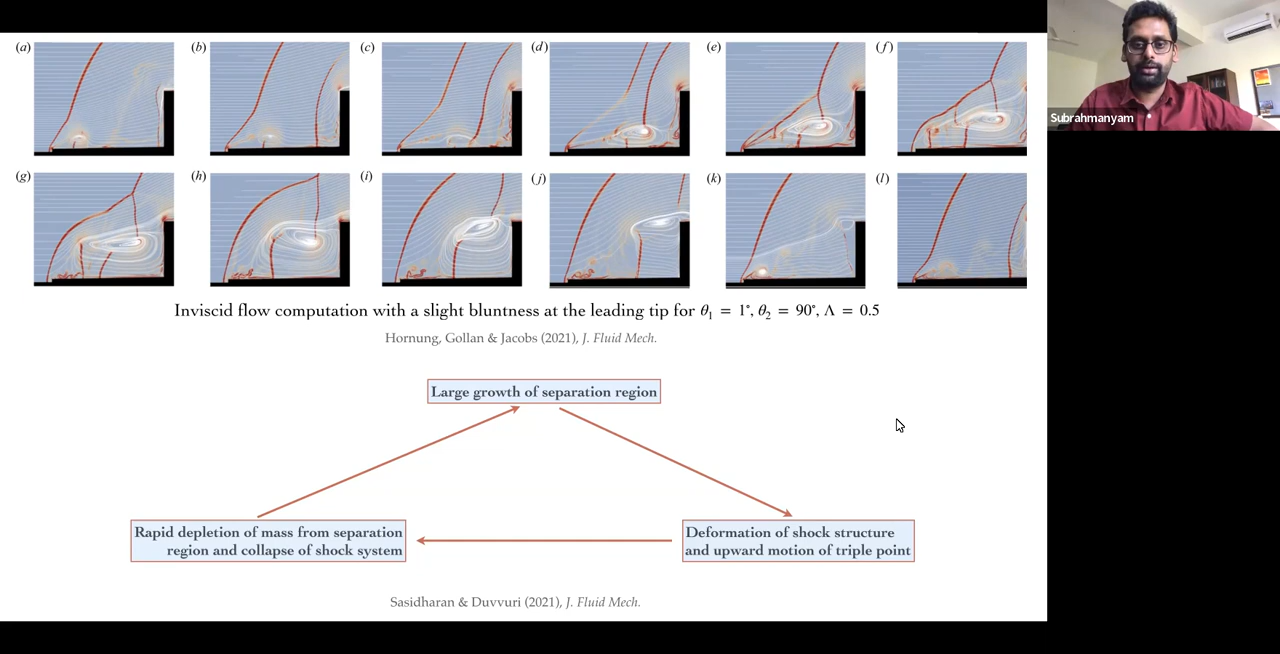 (a) (b) (c) (d) (e) (f)
Subrahmanyam
(g) (h) (i) (j) (k) (l)
Inviscid flow computation with a slight bluntness at the leading tip for θ₁ = 1°, θ₂ = 90°, Λ = 0.5
Hornung, Gollan & Jacobs (2021), J. Fluid Mech.
Large growth of separation region
Rapid depletion of mass from separation
region and collapse of shock system
Deformation of shock structure
and upward motion of triple point
Sasidharan & Duvvuri (2021), J. Fluid Mech.